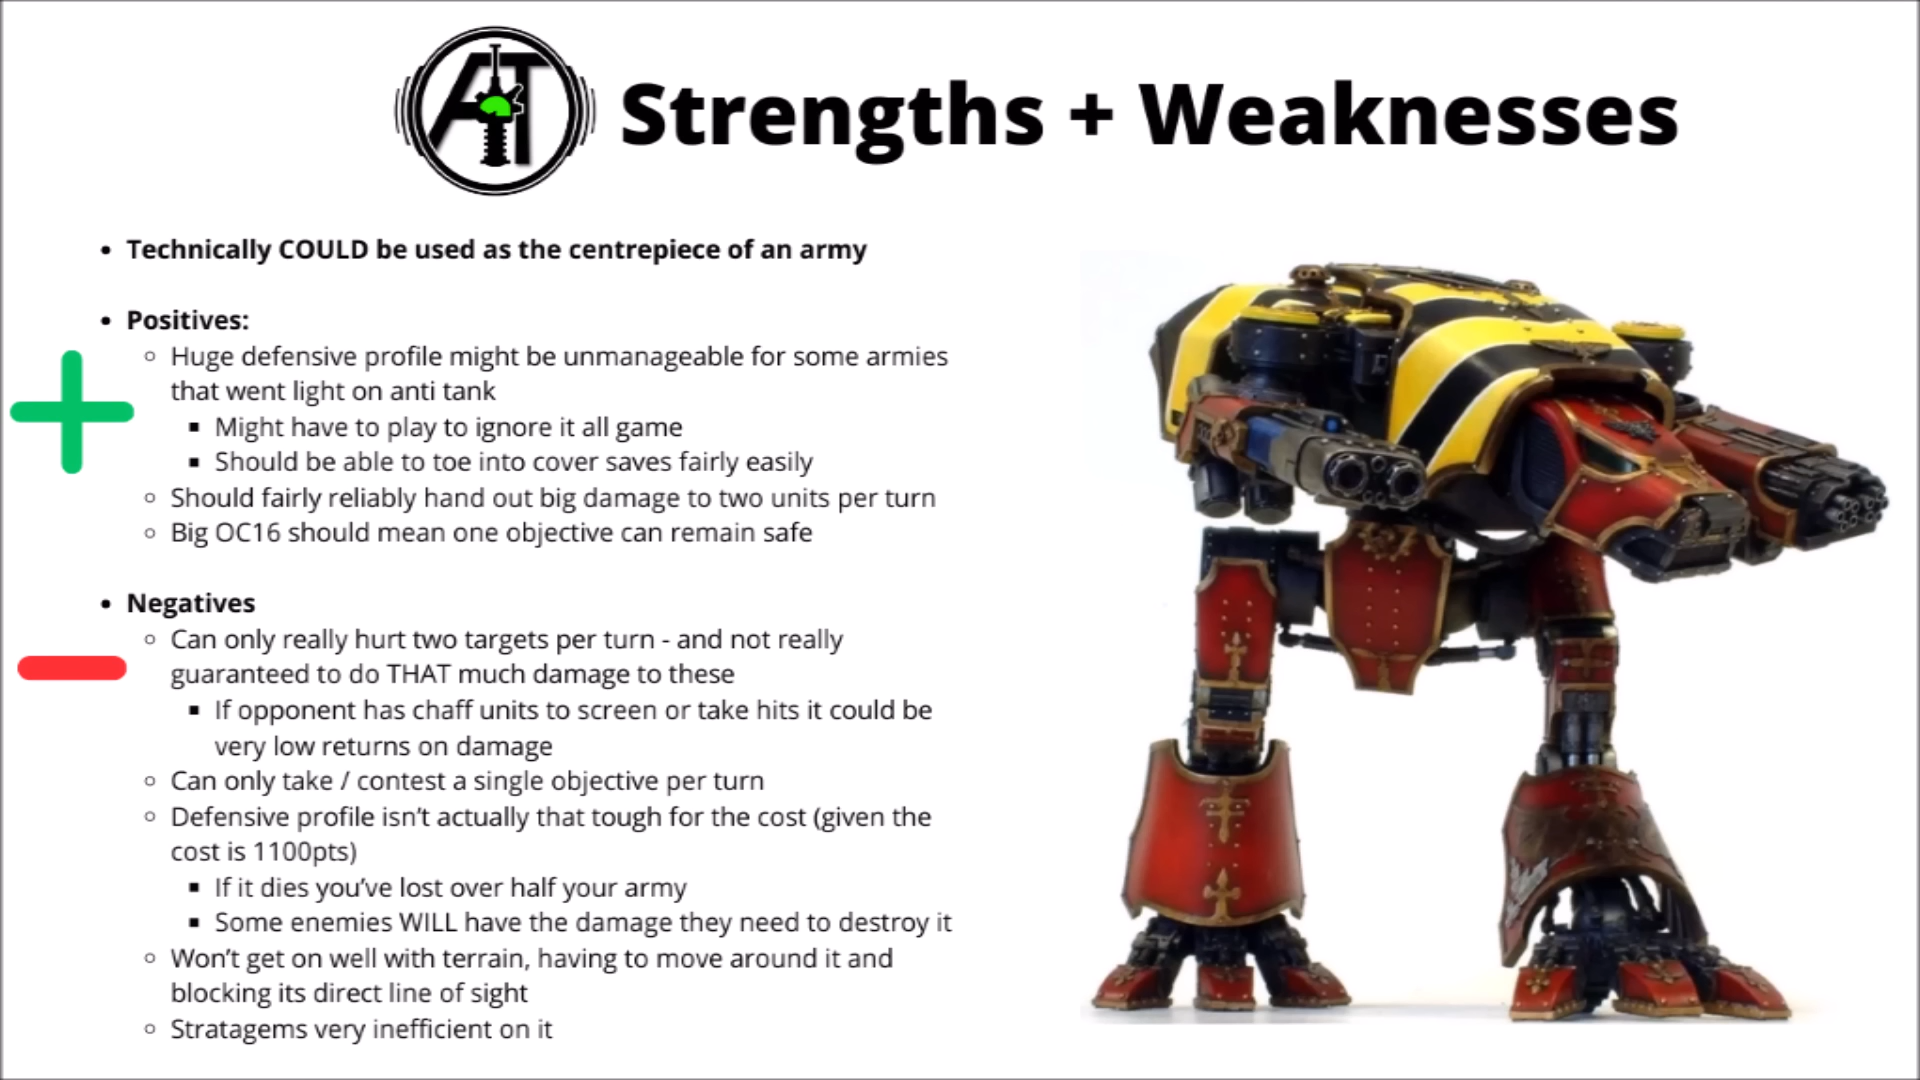 AT
Strengths + Weaknesses
• Technically COULD be used as the centrepiece of an army
• Positives:
◦ Huge defensive profile might be unmanageable for some armies
that went light on anti tank
▪ Might have to play to ignore it all game
▪ Should be able to toe into cover saves fairly easily
◦ Should fairly reliably hand out big damage to two units per turn
◦ Big OC16 should mean one objective can remain safe
• Negatives
◦ Can only really hurt two targets per turn - and not really
guaranteed to do THAT much damage to these
▪ If opponent has chaff units to screen or take hits it could be
very low returns on damage
◦ Can only take / contest a single objective per turn
◦ Defensive profile isn’t actually that tough for the cost (given the
cost is 1100pts)
▪ If it dies you’ve lost over half your army
▪ Some enemies WILL have the damage they need to destroy it
◦ Won’t get on well with terrain, having to move around it and
blocking its direct line of sight
◦ Stratagems very inefficient on it